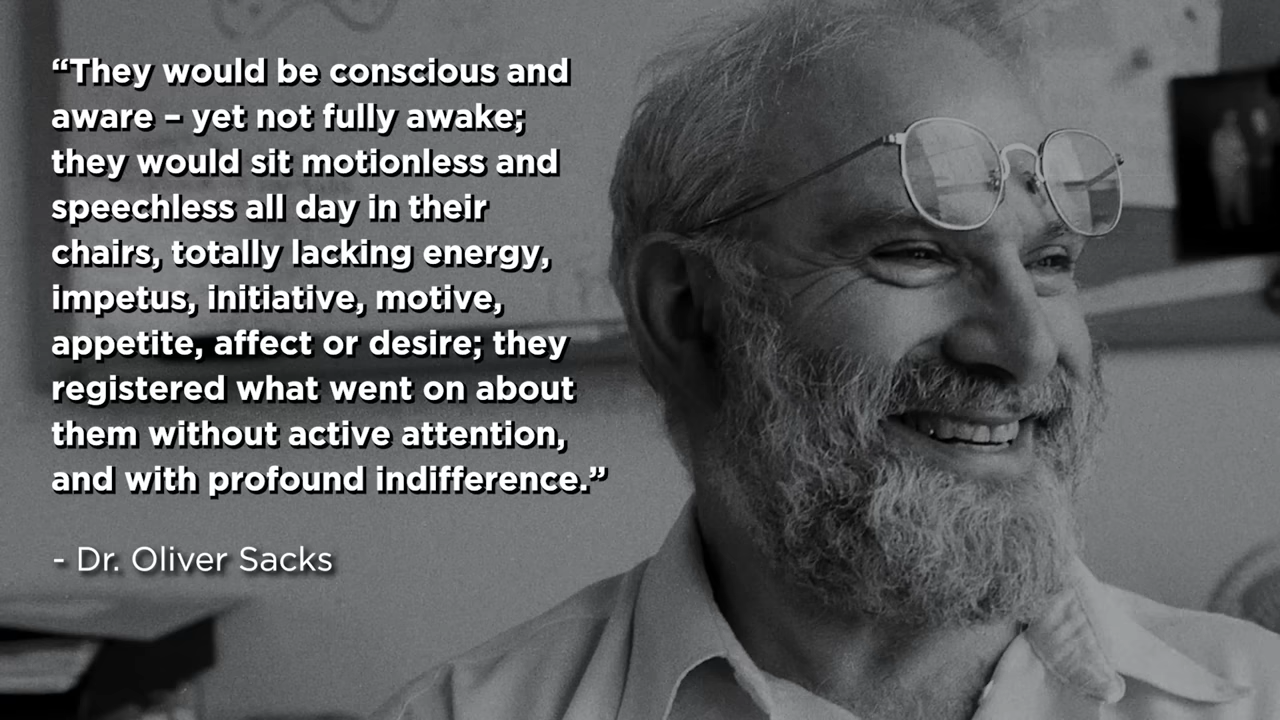 “They would be conscious and
aware – yet not fully awake;
they would sit motionless and
speechless all day in their
chairs, totally lacking energy,
impetus, initiative, motive,
appetite, affect or desire; they
registered what went on about
them without active attention,
and with profound indifference.”
- Dr. Oliver Sacks